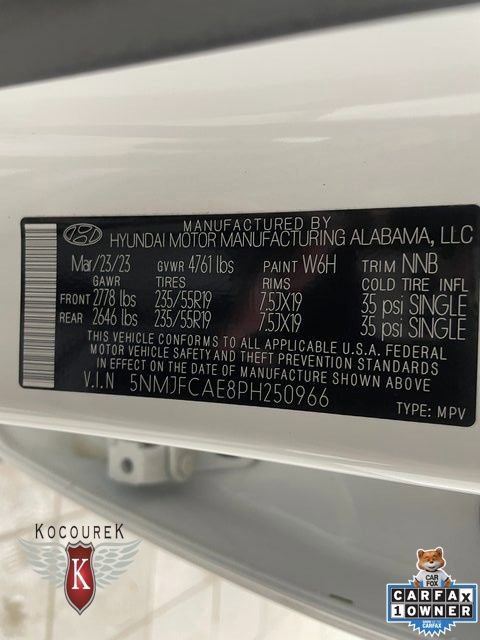 MANUFACTURED BY
HYUNDAI MOTOR MANUFACTURING ALABAMA, LLC
Mar/23/23 GVWR 4761 lbs PAINT W6H TRIM NNB
GAWR TIRES RIMS COLD TIRE INFL
FRONT 2778 lbs 235/55R19 7.5JX19 35 psi SINGLE
REAR 2646 lbs 235/55R19 7.5JX19 35 psi SINGLE
THIS VEHICLE CONFORMS TO ALL APPLICABLE U.S.A. FEDERAL
MOTOR VEHICLE SAFETY AND THEFT PREVENTION STANDARDS
IN EFFECT ON THE DATE OF MANUFACTURE SHOWN ABOVE
V.I.N 5NMJFCAE8PH250966
TYPE: MPV
KOCOUREK
K
CAR
FOX
CARFAX
1 OWNER
CARFAX